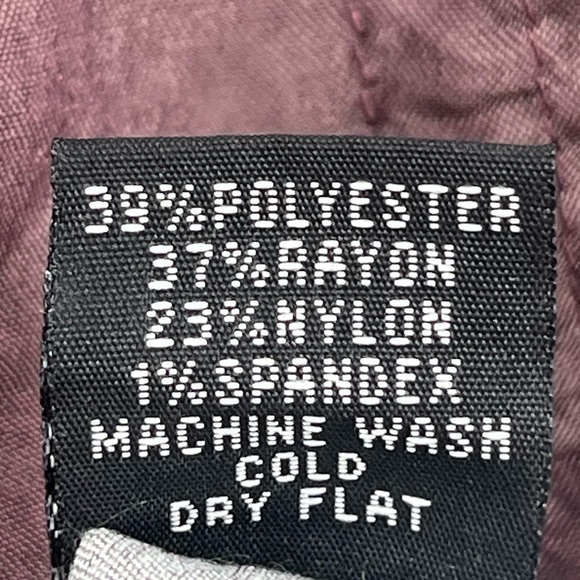 39% POLYESTER
37% RAYON
23% NYLON
1% SPANDEX
MACHINE WASH
COLD
DRY FLAT